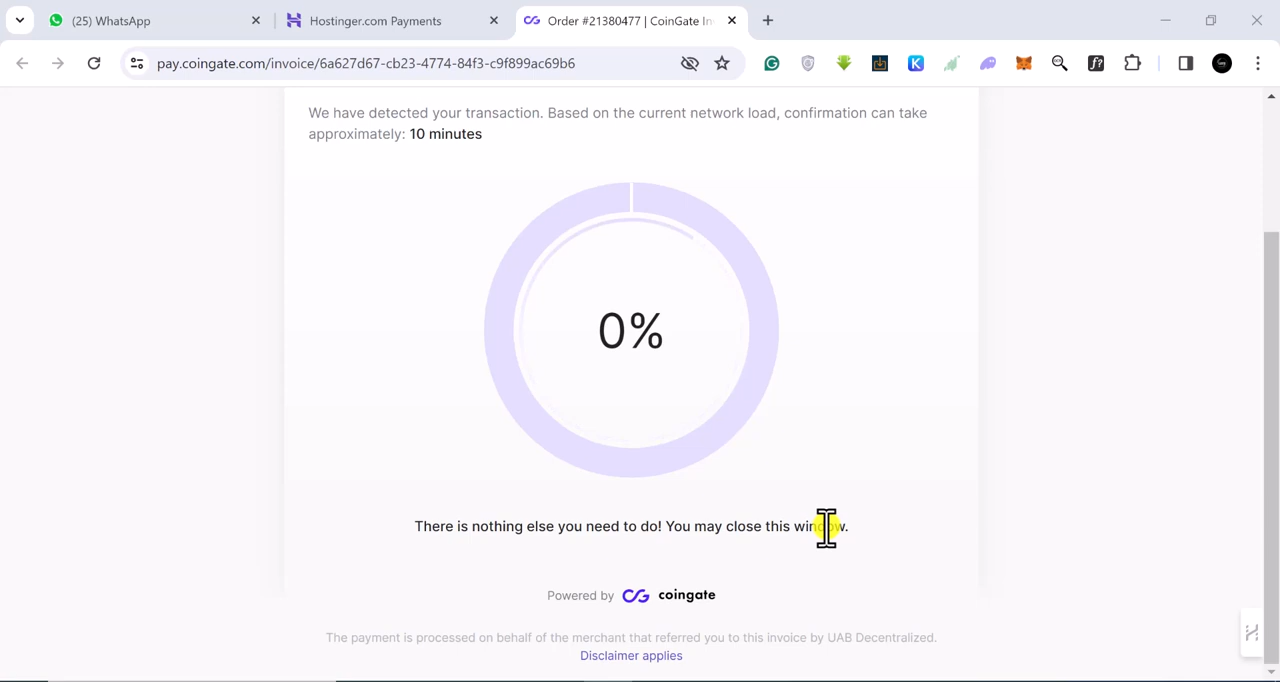 (25) WhatsApp
Hostinger.com Payments
Order #21380477 | CoinGate In
pay.coingate.com/invoice/6a627d67-cb23-4774-84f3-c9f899ac69b6
We have detected your transaction. Based on the current network load, confirmation can take
approximately: 10 minutes
0%
There is nothing else you need to do! You may close this window.
Powered by coingate
The payment is processed on behalf of the merchant that referred you to this invoice by UAB Decentralized.
Disclaimer applies